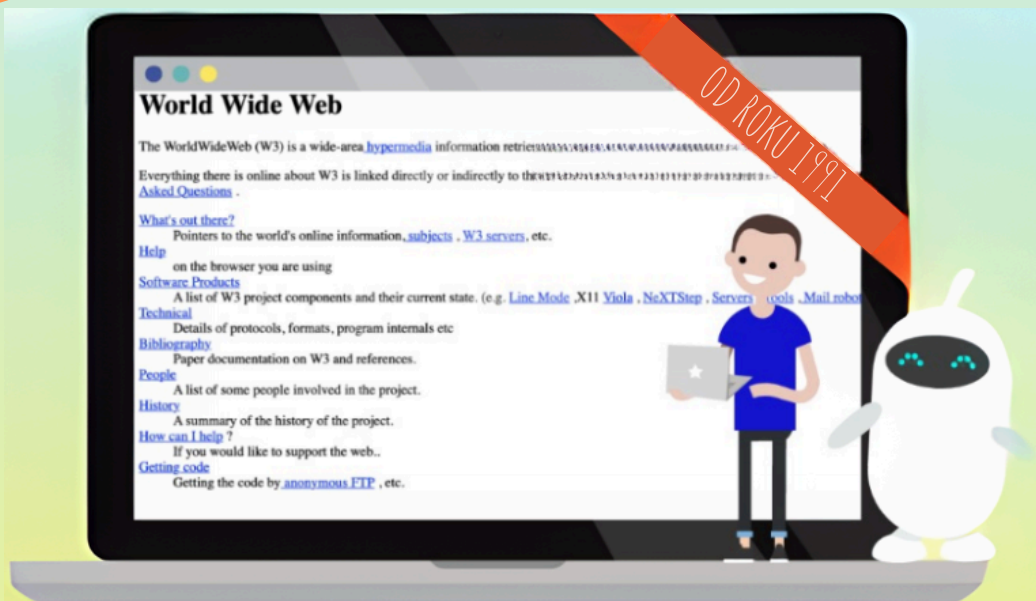 OD ROKU 1991
World Wide Web
The WorldWideWeb (W3) is a wide-area hypermedia information
Everything there is online about W3 is linked directly or indirectly to
Asked Questions .
What's out there?
Pointers to the world's online information, subjects , W3 servers, etc.
Help
on the browser you are using
Software Products
A list of W3 project components and their current state. (e.g. Line Mode ,X11 Viola , NeXTStep , Servers ools , Mail robot
Technical
Details of protocols, formats, program internals etc
Bibliography
Paper documentation on W3 and references.
People
A list of some people involved in the project.
History
A summary of the history of the project.
How can I help ?
If you would like to support the web..
Getting code
Getting the code by anonymous FTP , etc.